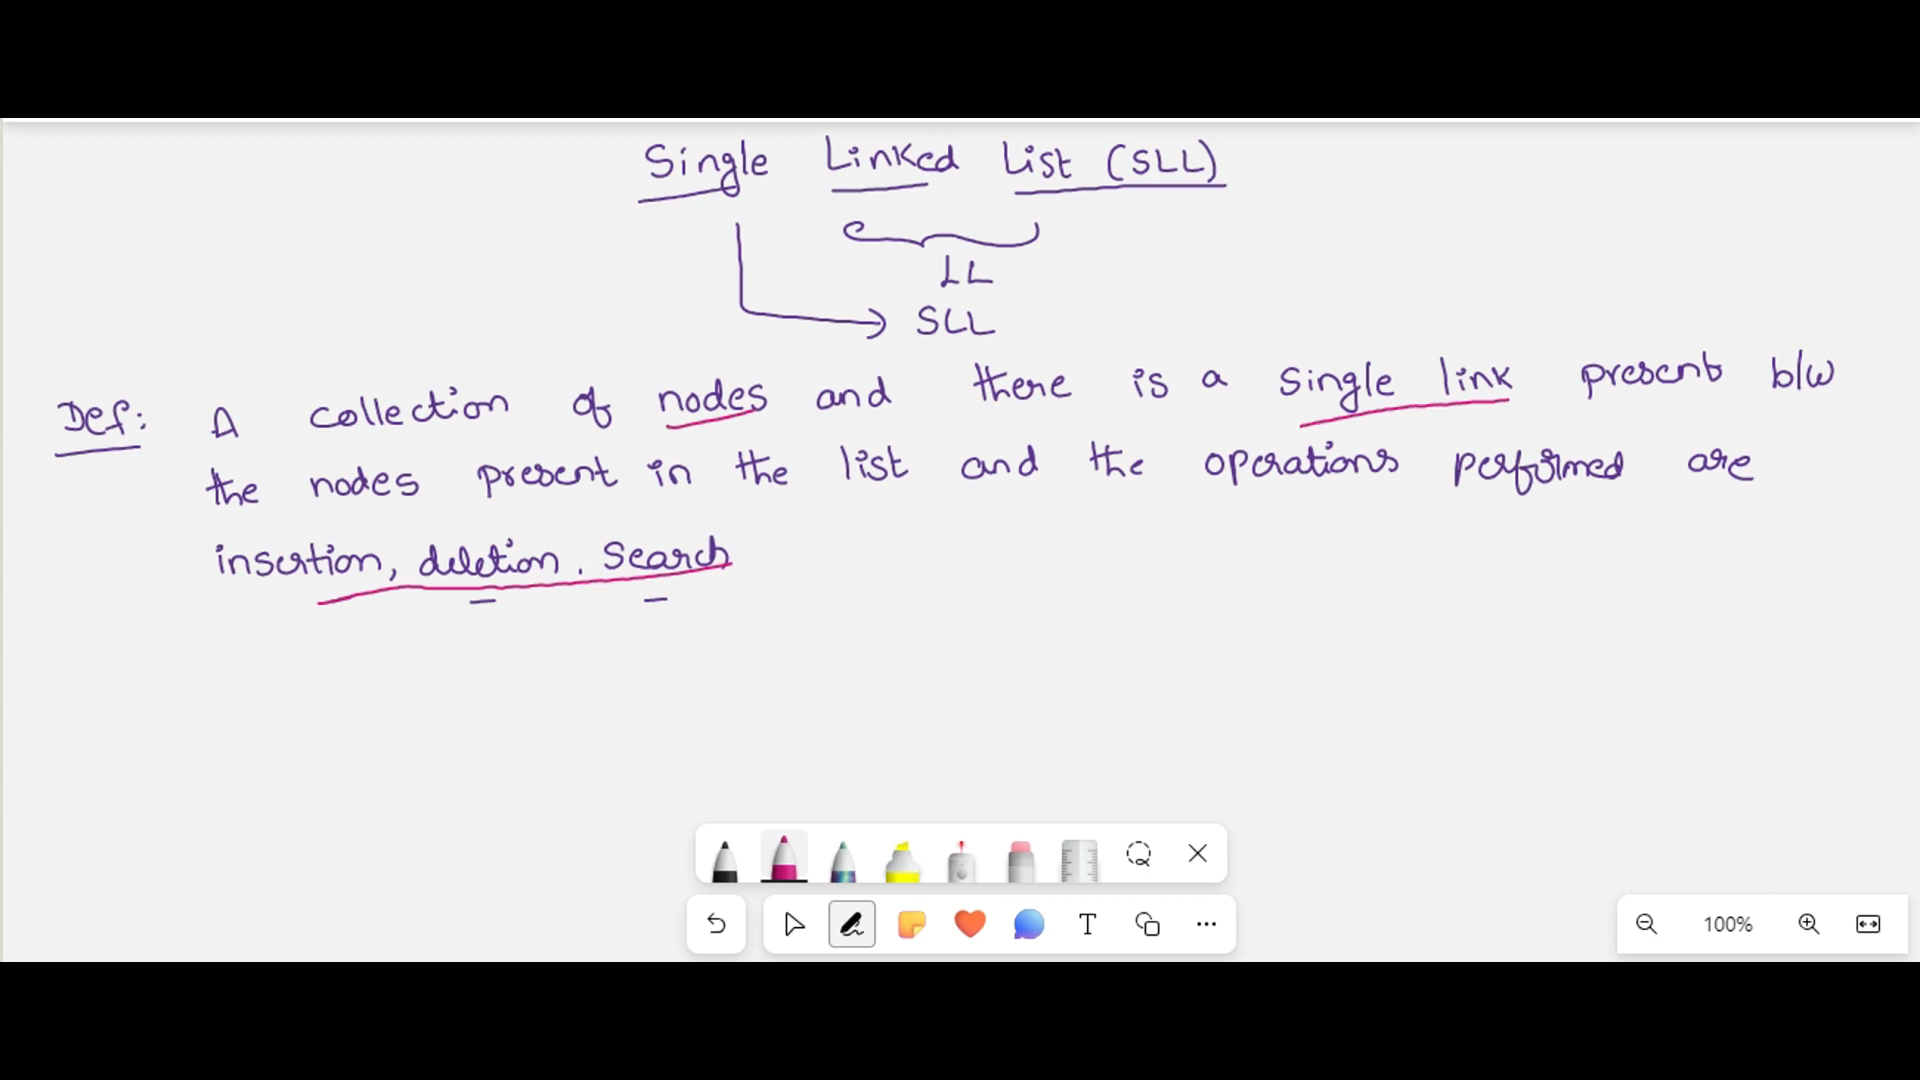 Single Linked List (SLL)
LL
SLL
Def: A collection of nodes and there is a single link present b/w
the nodes present in the list and the operations performed are
insertion, deletion, Search
T
100%